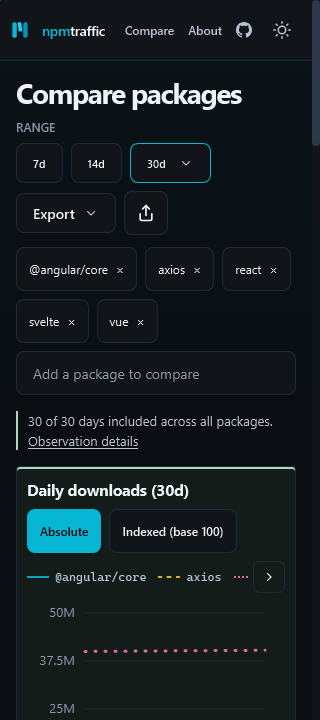 npmtraffic Compare About
Compare packages
RANGE
7d 14d 30d
Export
@angular/core × axios × react ×
svelte × vue ×
Add a package to compare
30 of 30 days included across all packages.
Observation details
Daily downloads (30d)
Absolute Indexed (base 100)
@angular/core axios
50M
37.5M
25M